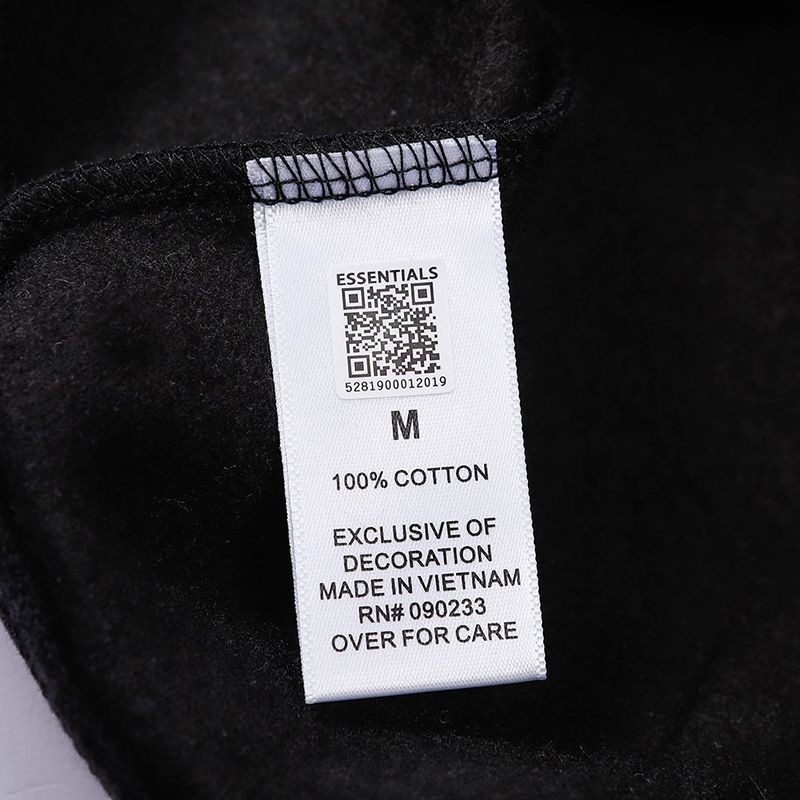 ESSENTIALS
5281900012019
M
100% COTTON
EXCLUSIVE OF
DECORATION
MADE IN VIETNAM
RN# 090233
OVER FOR CARE